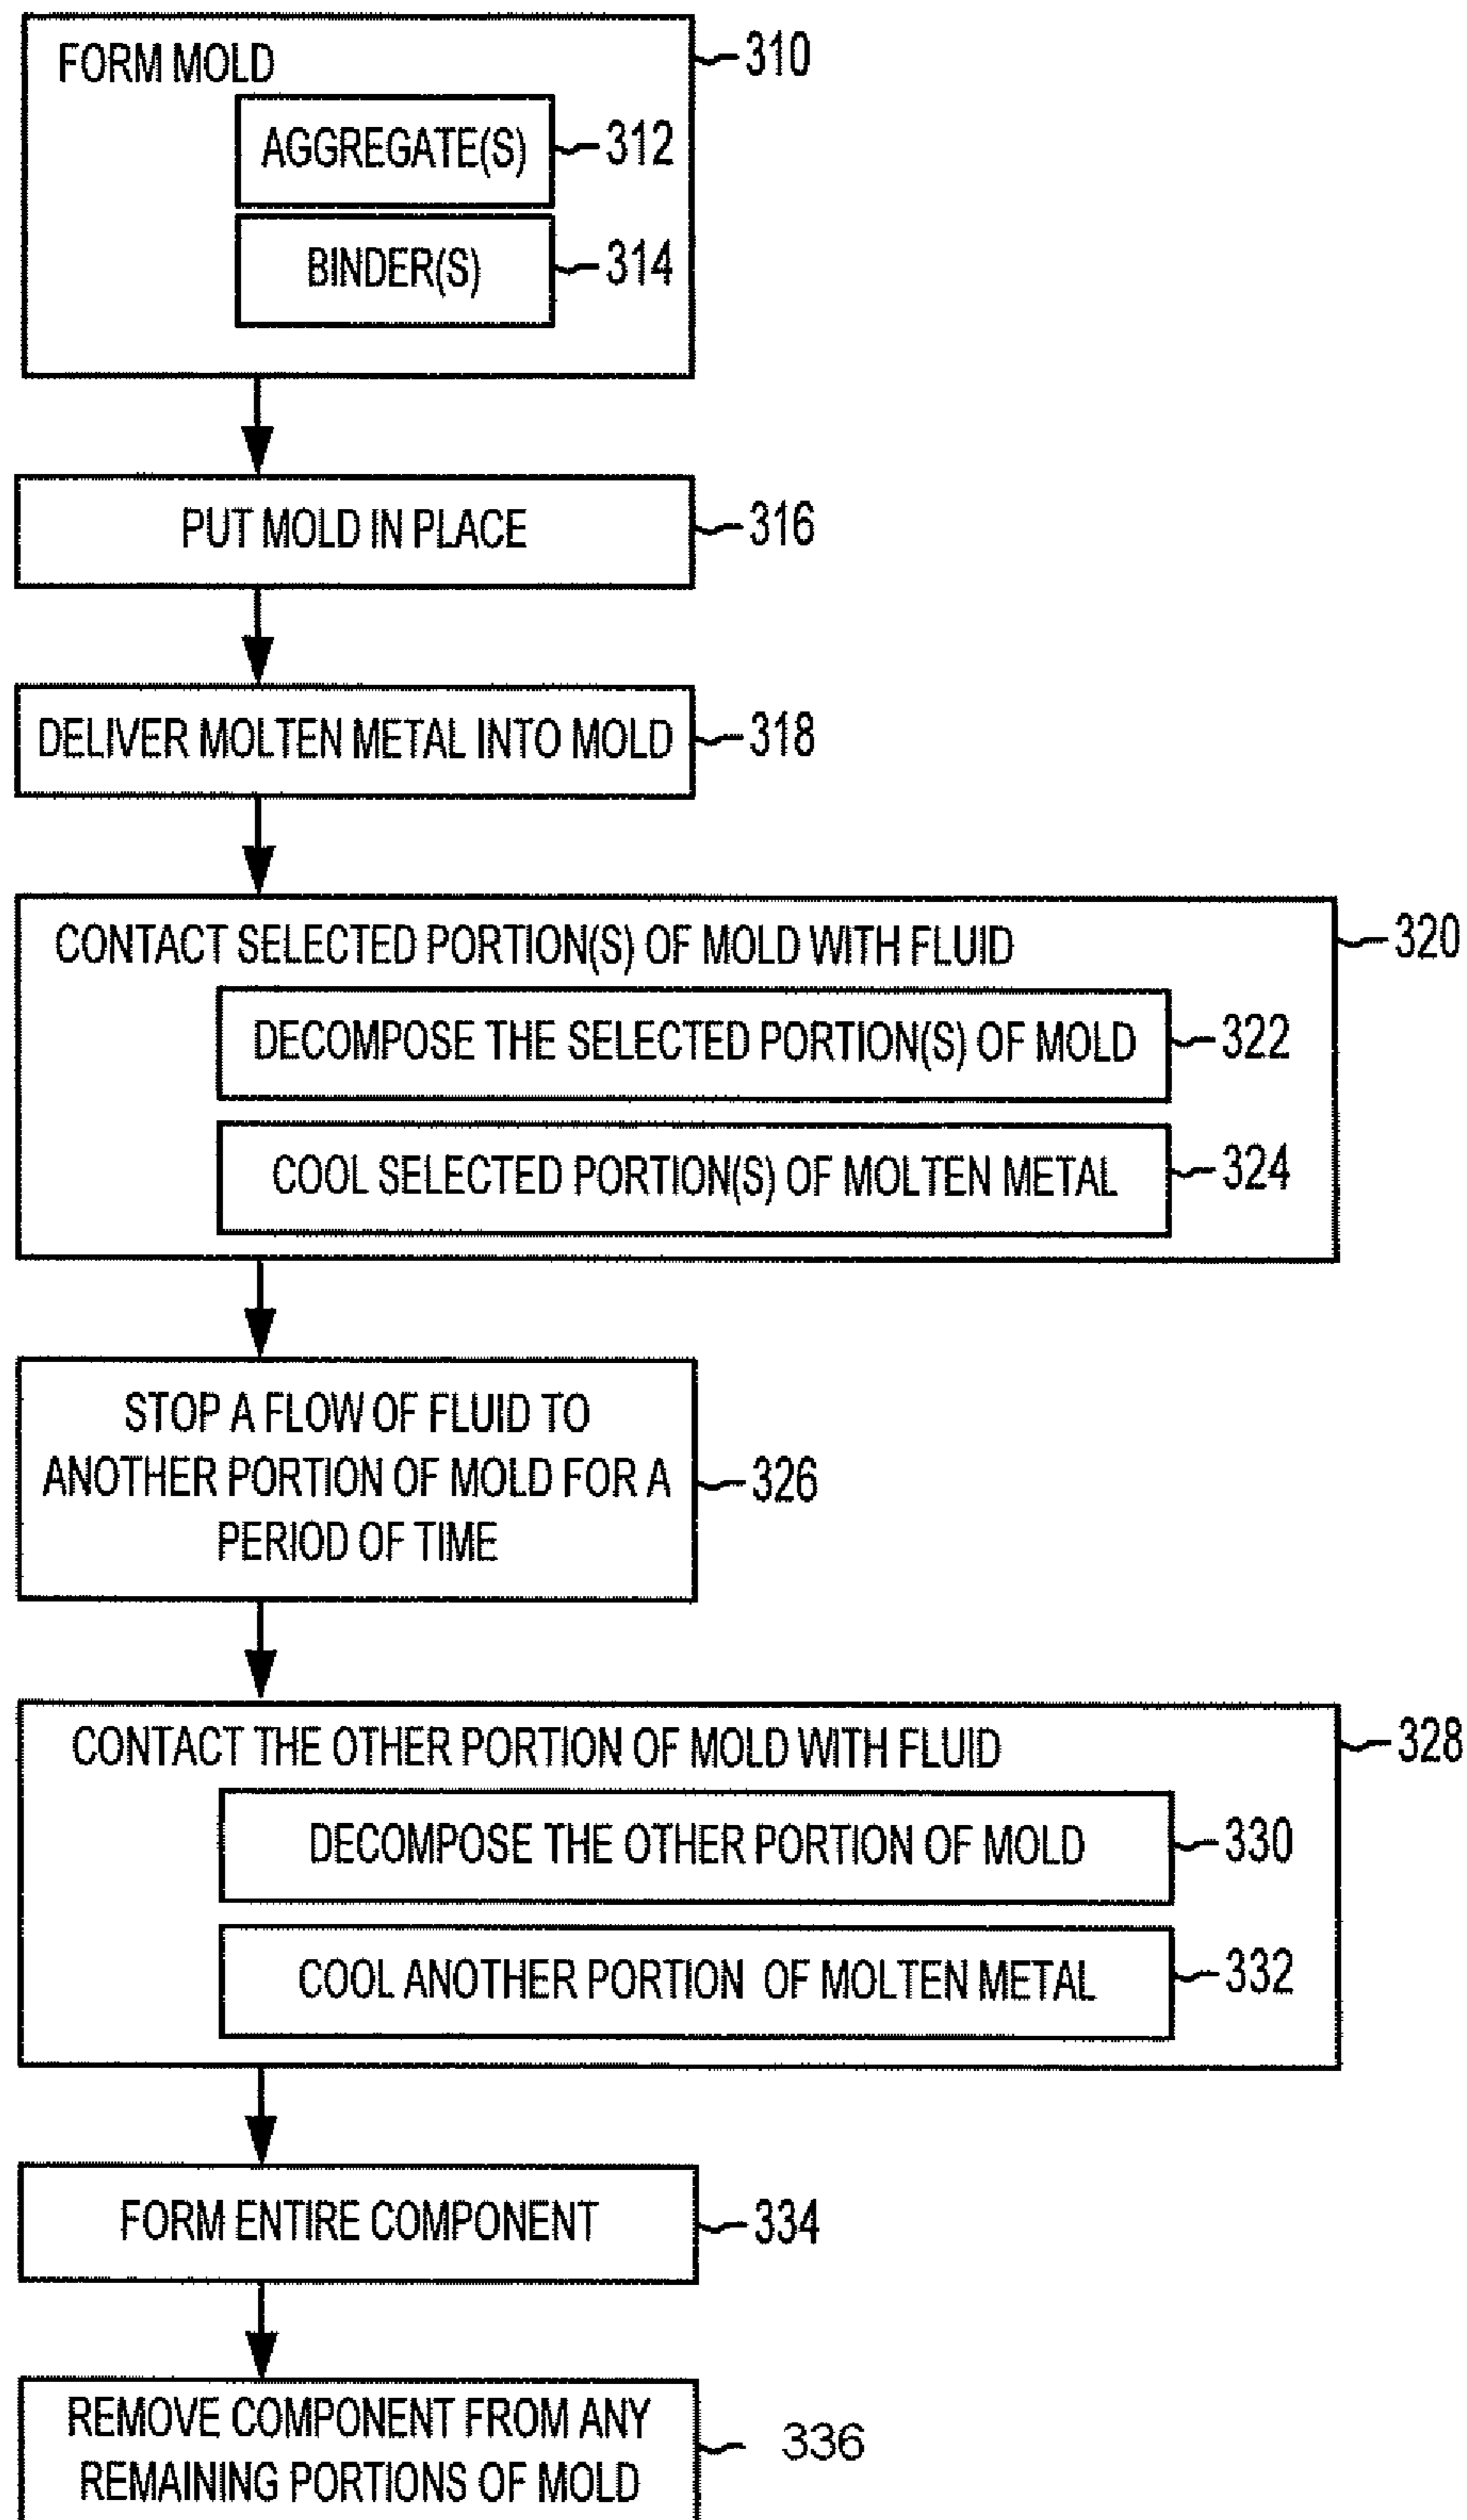 FORM MOLD
310
AGGREGATE(S)
312
BINDER(S)
314
PUT MOLD IN PLACE
316
DELIVER MOLTEN METAL INTO MOLD
318
CONTACT SELECTED PORTION(S) OF MOLD WITH FLUID
320
DECOMPOSE THE SELECTED PORTION(S) OF MOLD
322
COOL SELECTED PORTION(S) OF MOLTEN METAL
324
STOP A FLOW OF FLUID TO
ANOTHER PORTION OF MOLD FOR A
326
PERIOD OF TIME
CONTACT THE OTHER PORTION OF MOLD WITH FLUID
328
DECOMPOSE THE OTHER PORTION OF MOLD
330
COOL ANOTHER PORTION OF MOLTEN METAL
332
FORM ENTIRE COMPONENT
334
REMOVE COMPONENT FROM ANY
REMAINING PORTIONS OF MOLD
336